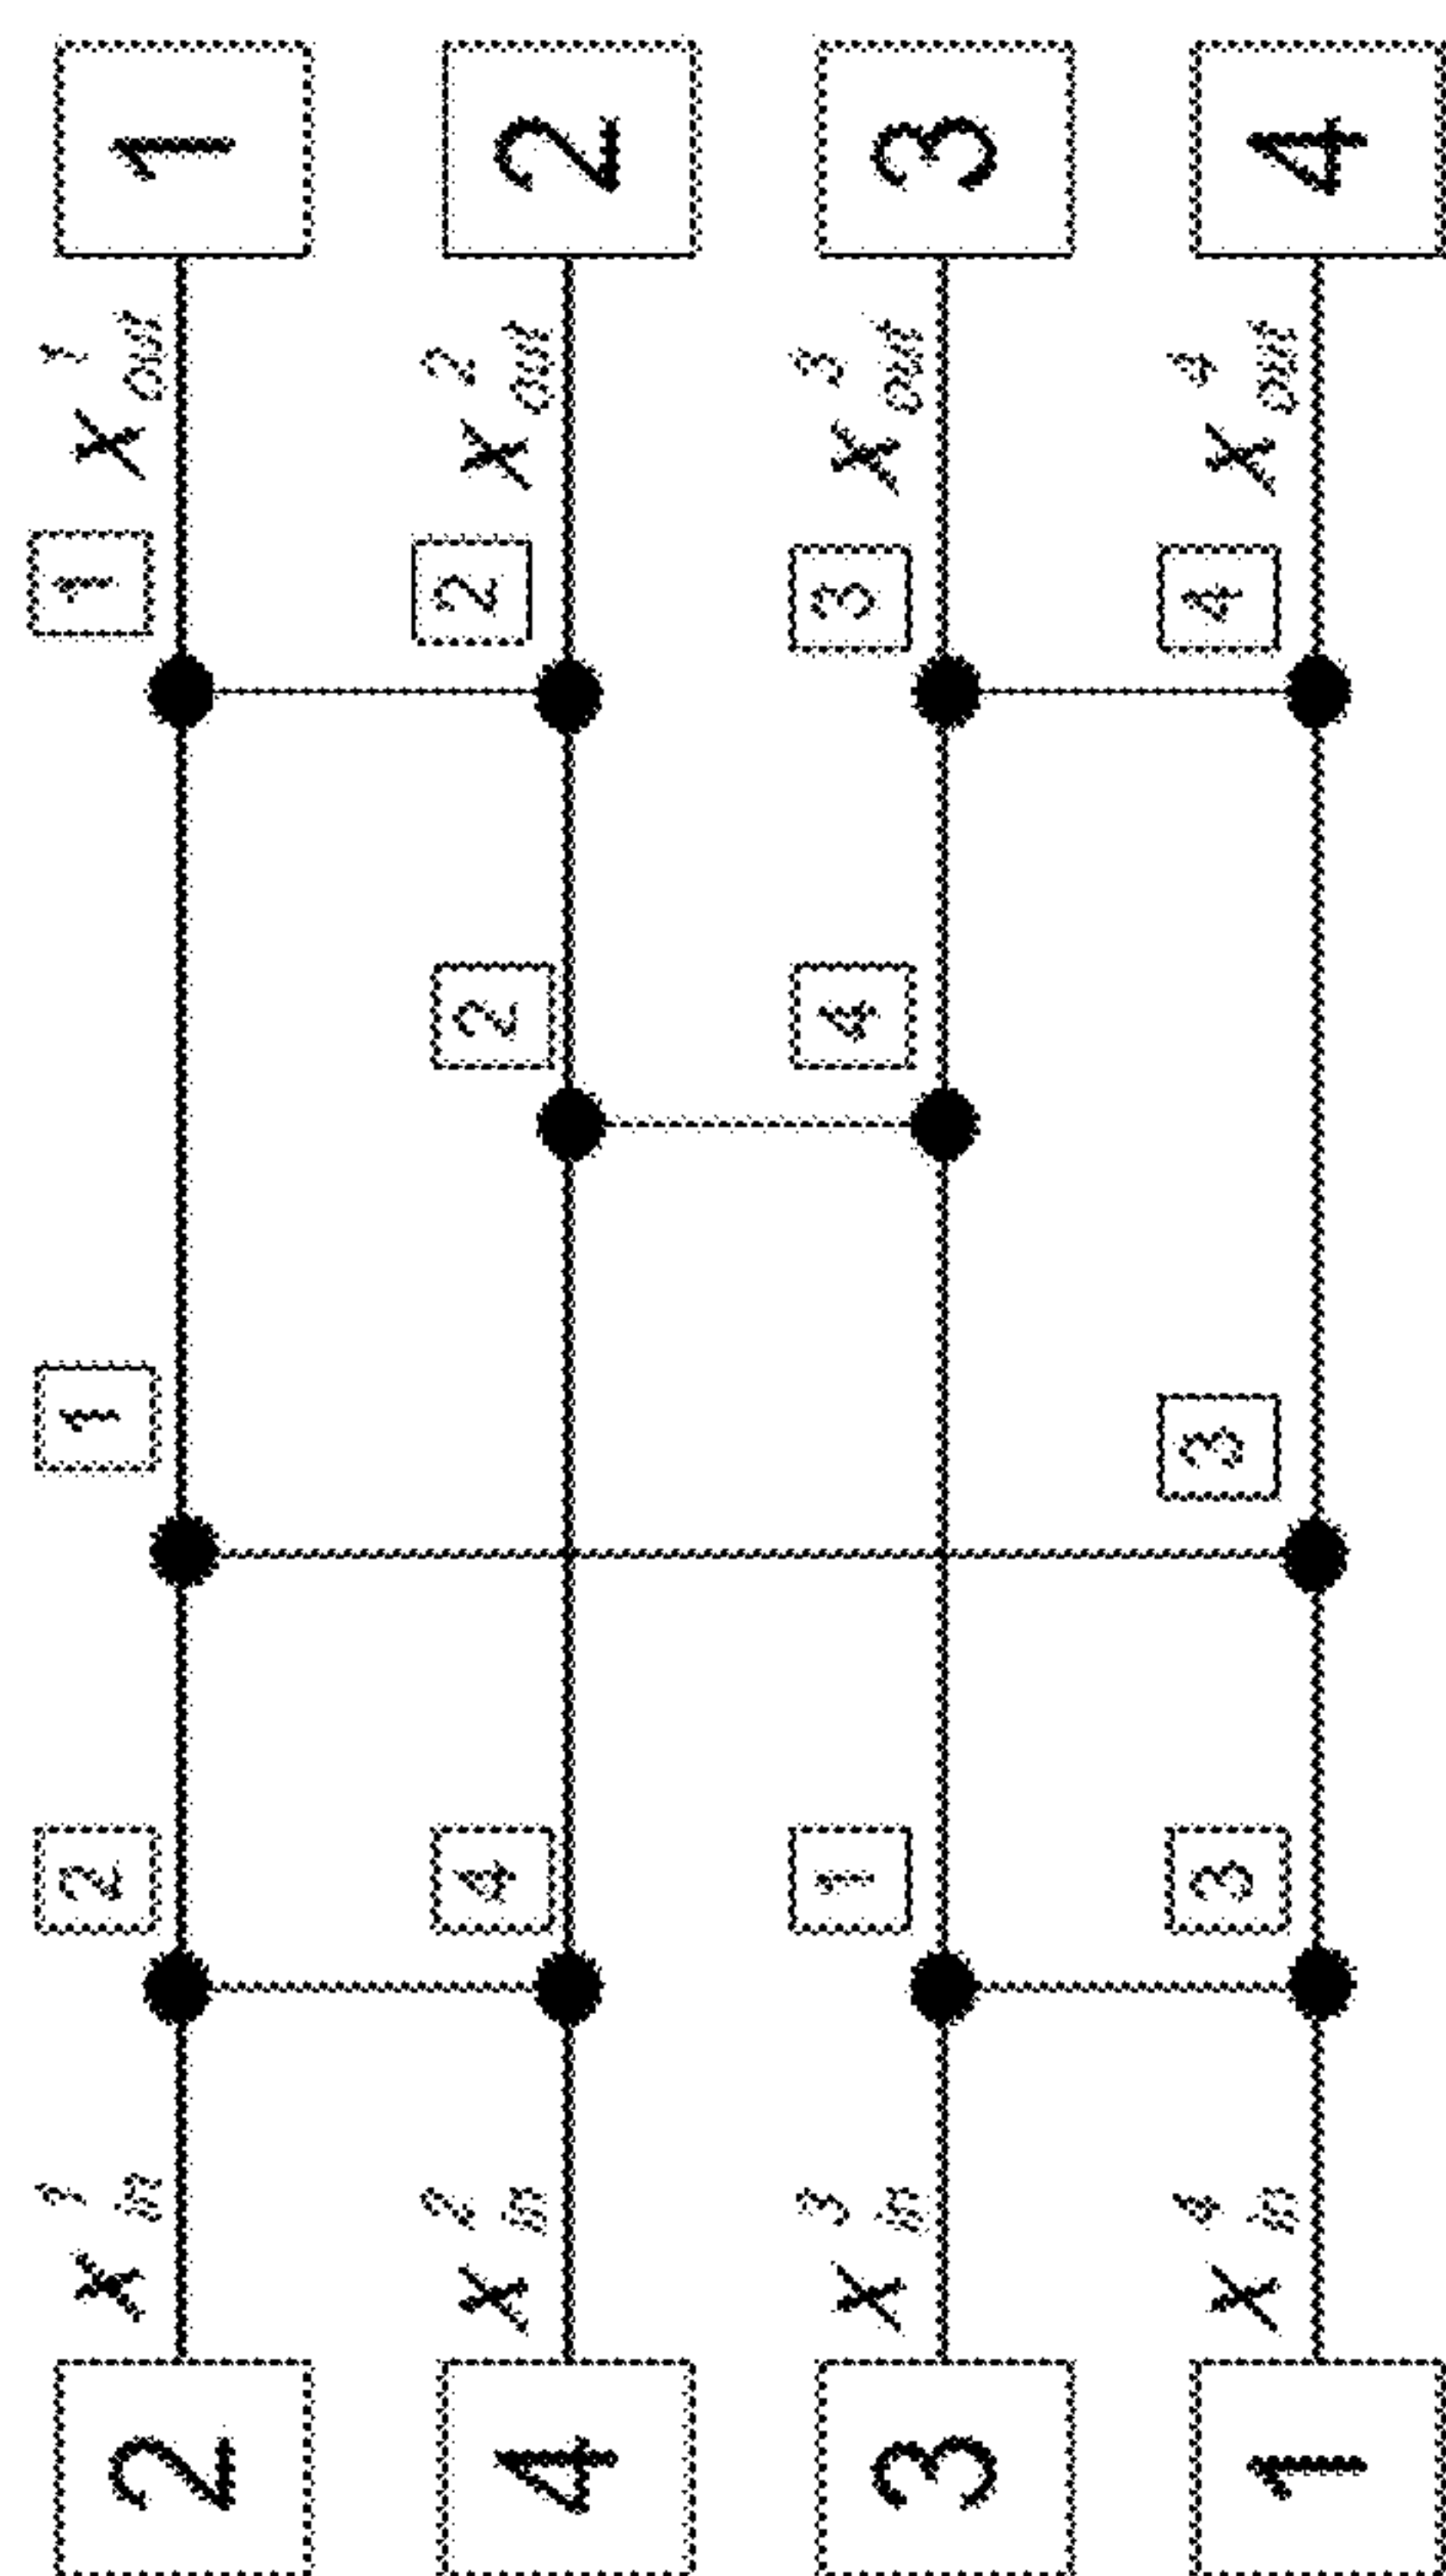 2 x¹in 2 1 1 x¹out 1
4 x²in 4 2 2 x²out 2
3 x³in 1 4 3 x³out 3
1 x⁴in 3 3 4 x⁴out 4